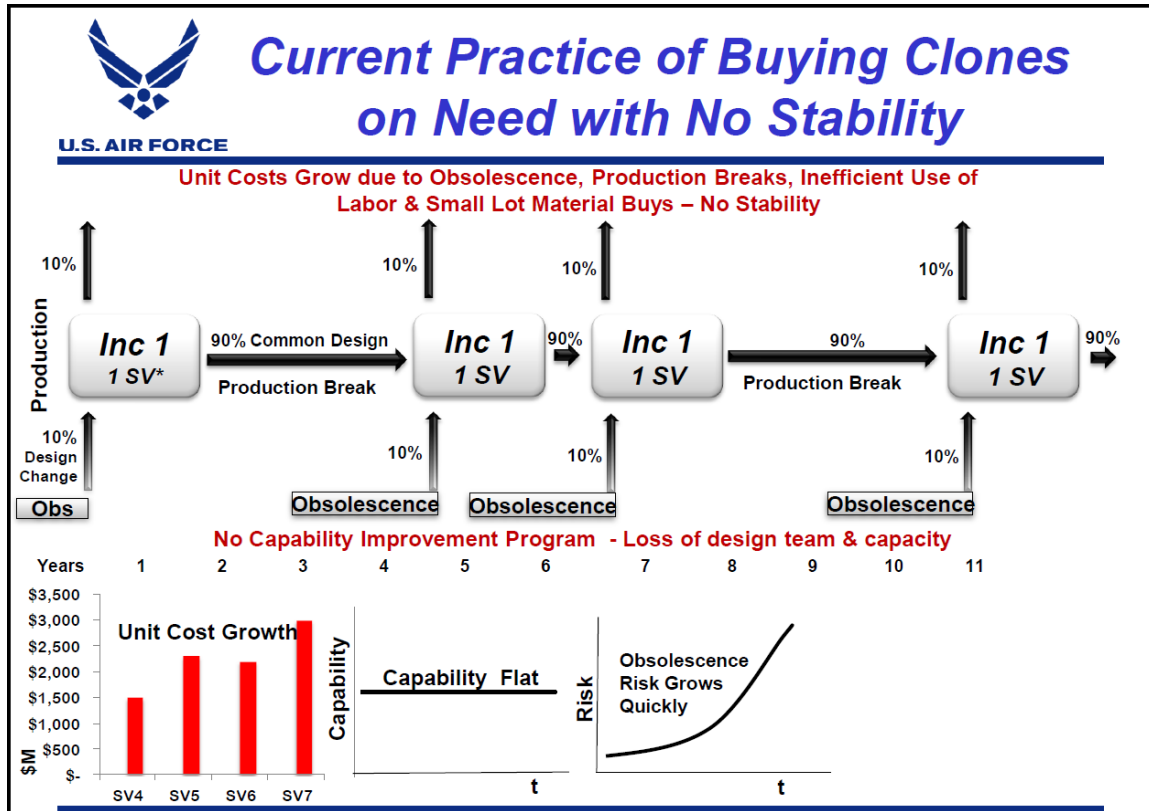 Current Practice of Buying Clones
on Need with No Stability
U.S. AIR FORCE
Unit Costs Grow due to Obsolescence, Production Breaks, Inefficient Use of
Labor & Small Lot Material Buys – No Stability
10%
10%
10%
10%
Production
Inc 1
1 SV*
90% Common Design
Production Break
Inc 1
1 SV
90%
Inc 1
1 SV
90%
Production Break
Inc 1
1 SV
90%
10%
Design
Change
10%
10%
10%
Obs
Obsolescence
Obsolescence
Obsolescence
No Capability Improvement Program - Loss of design team & capacity
Years 1 2 3 4 5 6 7 8 9 10 11
$3,500
$3,000
$2,500
$2,000
$1,500
$1,000
$500
$-
$M
Unit Cost Growth
SV4 SV5 SV6 SV7
Capability
Capability Flat
t
Risk
Obsolescence
Risk Grows
Quickly
t